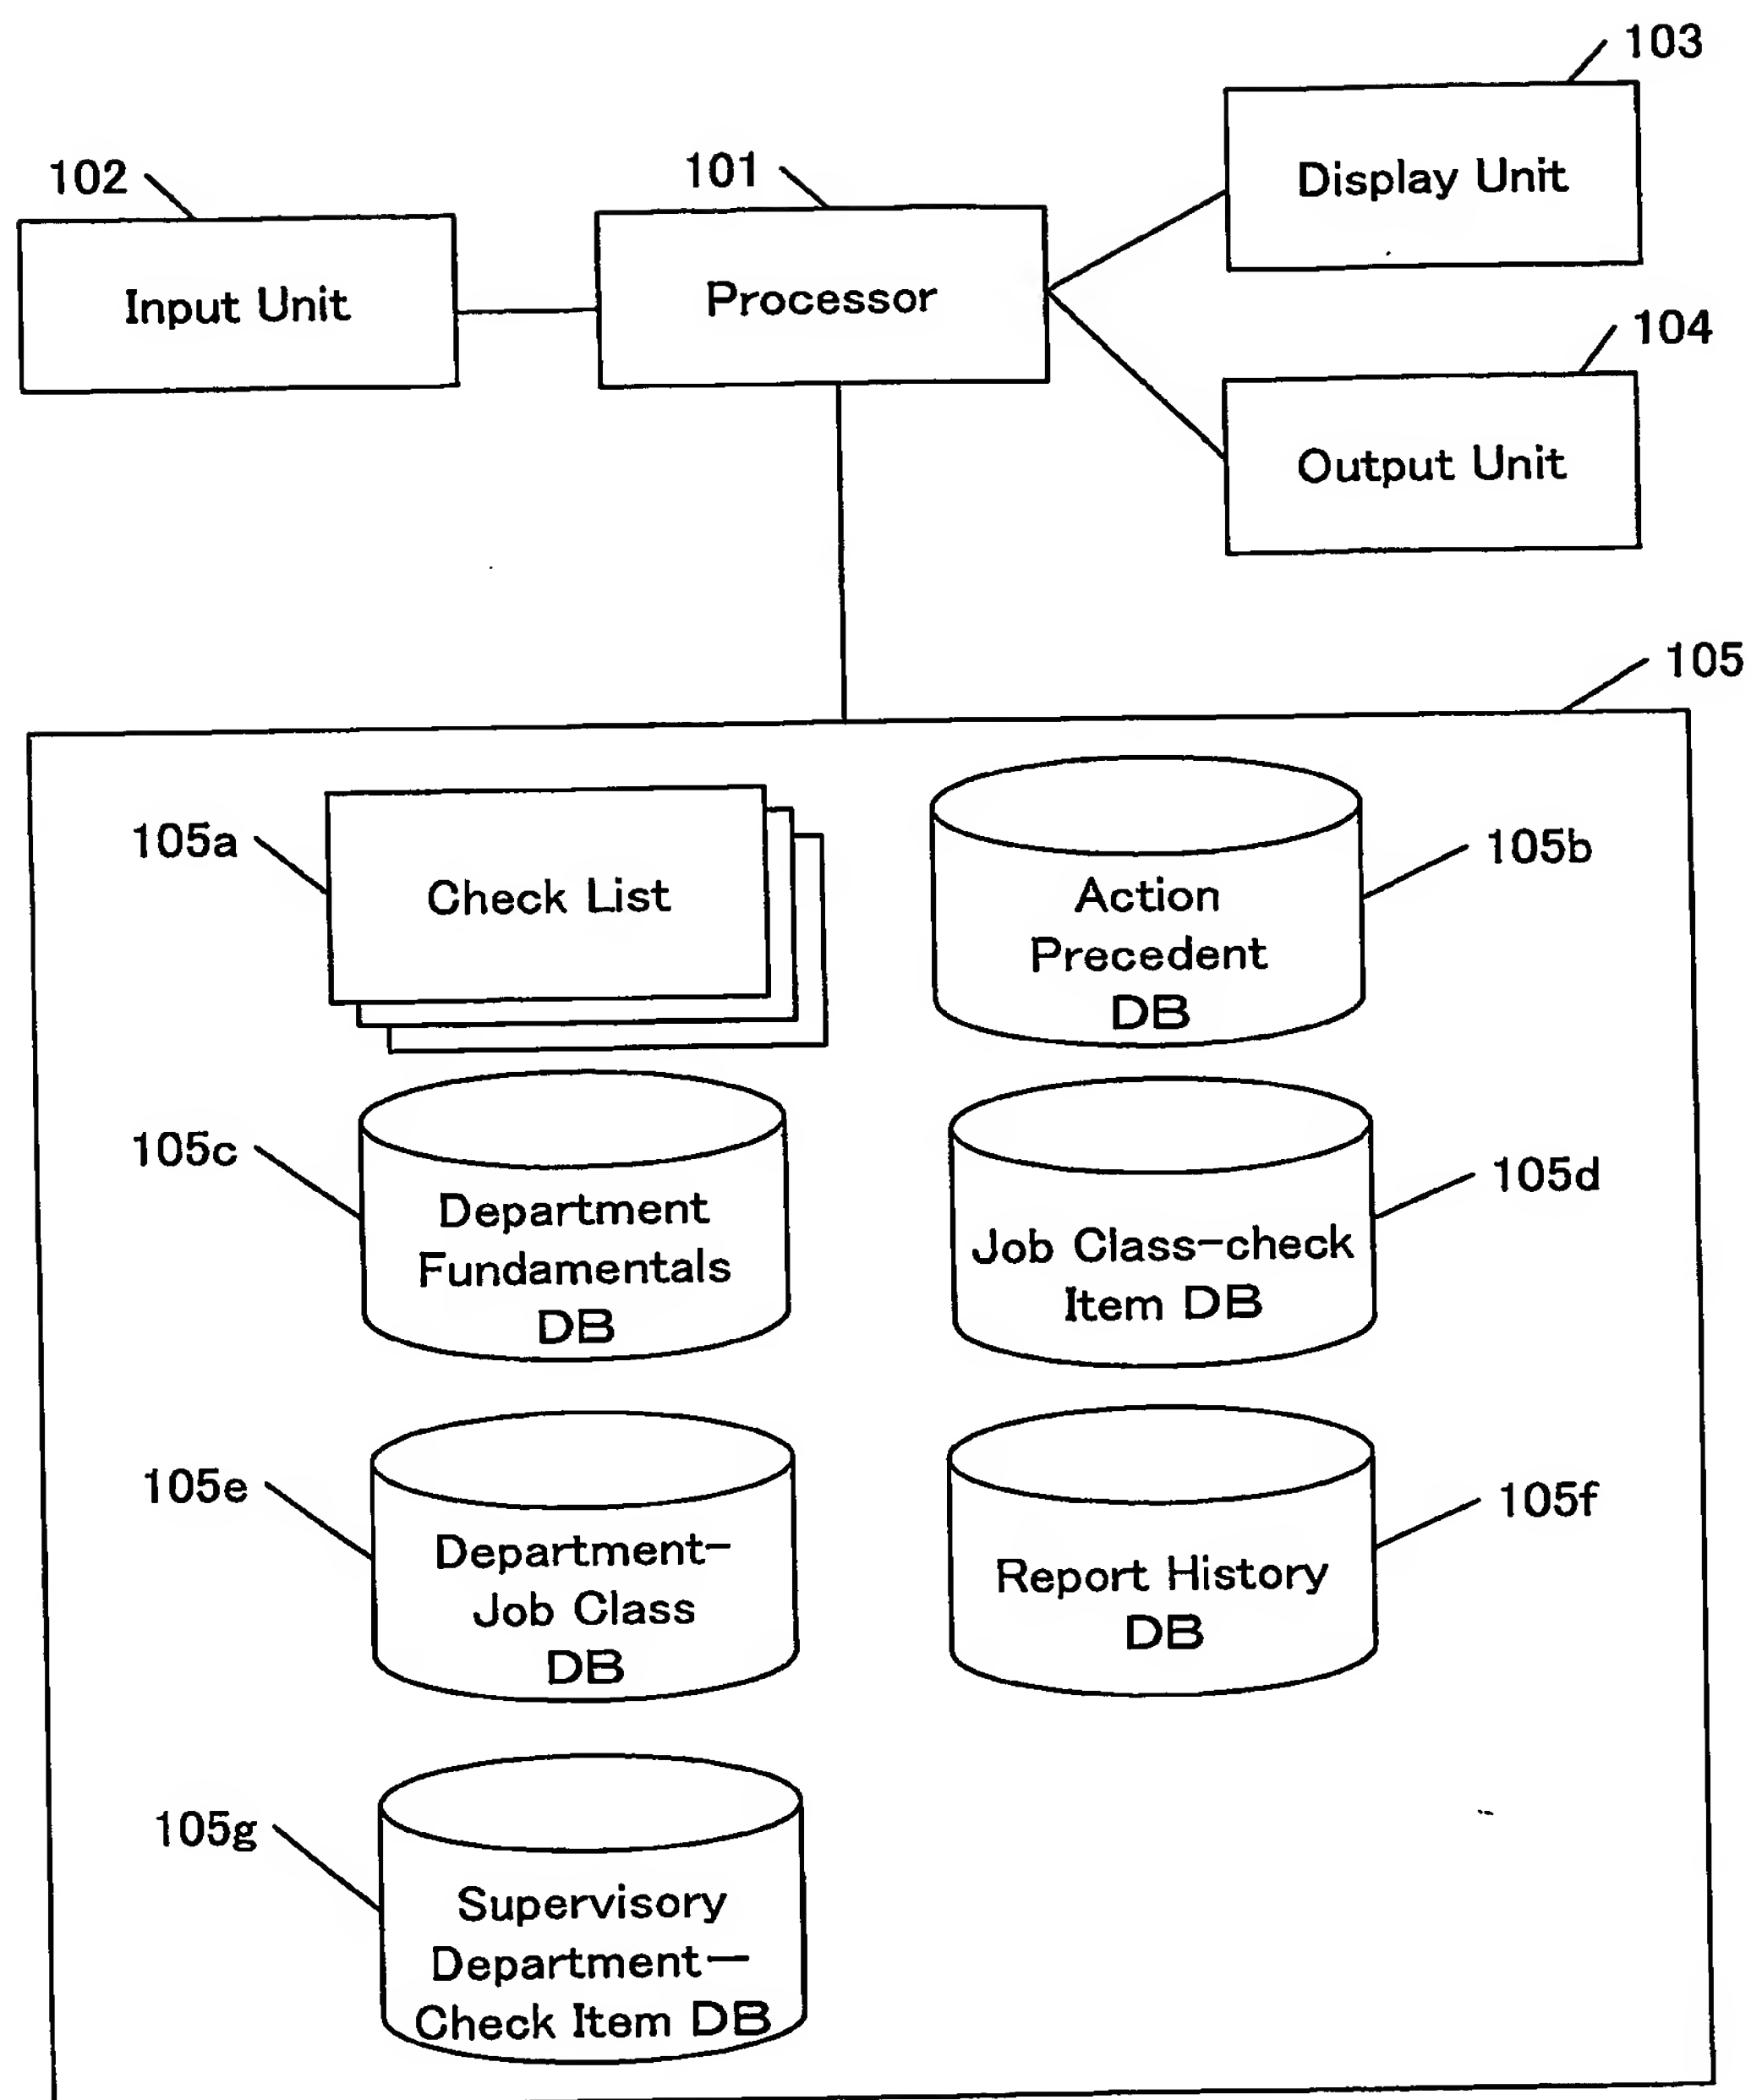 103
Display Unit
102
101
Input Unit
Processor
104
Output Unit
105
105a
Check List
105b
Action
Precedent
DB
105c
Department
Fundamentals
DB
105d
Job Class-check
Item DB
105e
Department-
Job Class
DB
105f
Report History
DB
105g
Supervisory
Department—
Check Item DB